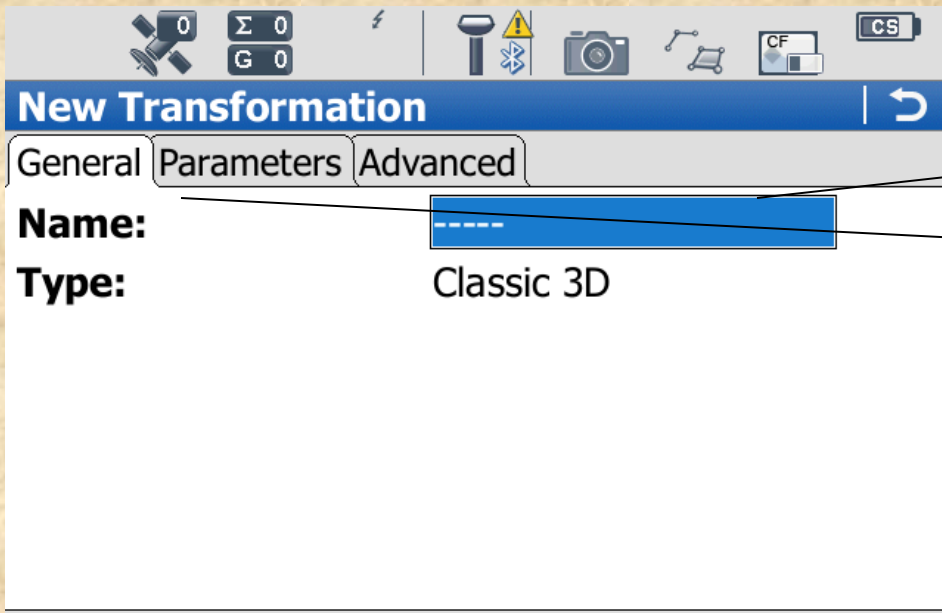 0
Σ 0
G 0
CF
CS
New Transformation
General Parameters Advanced
Name: -----
Type: Classic 3D